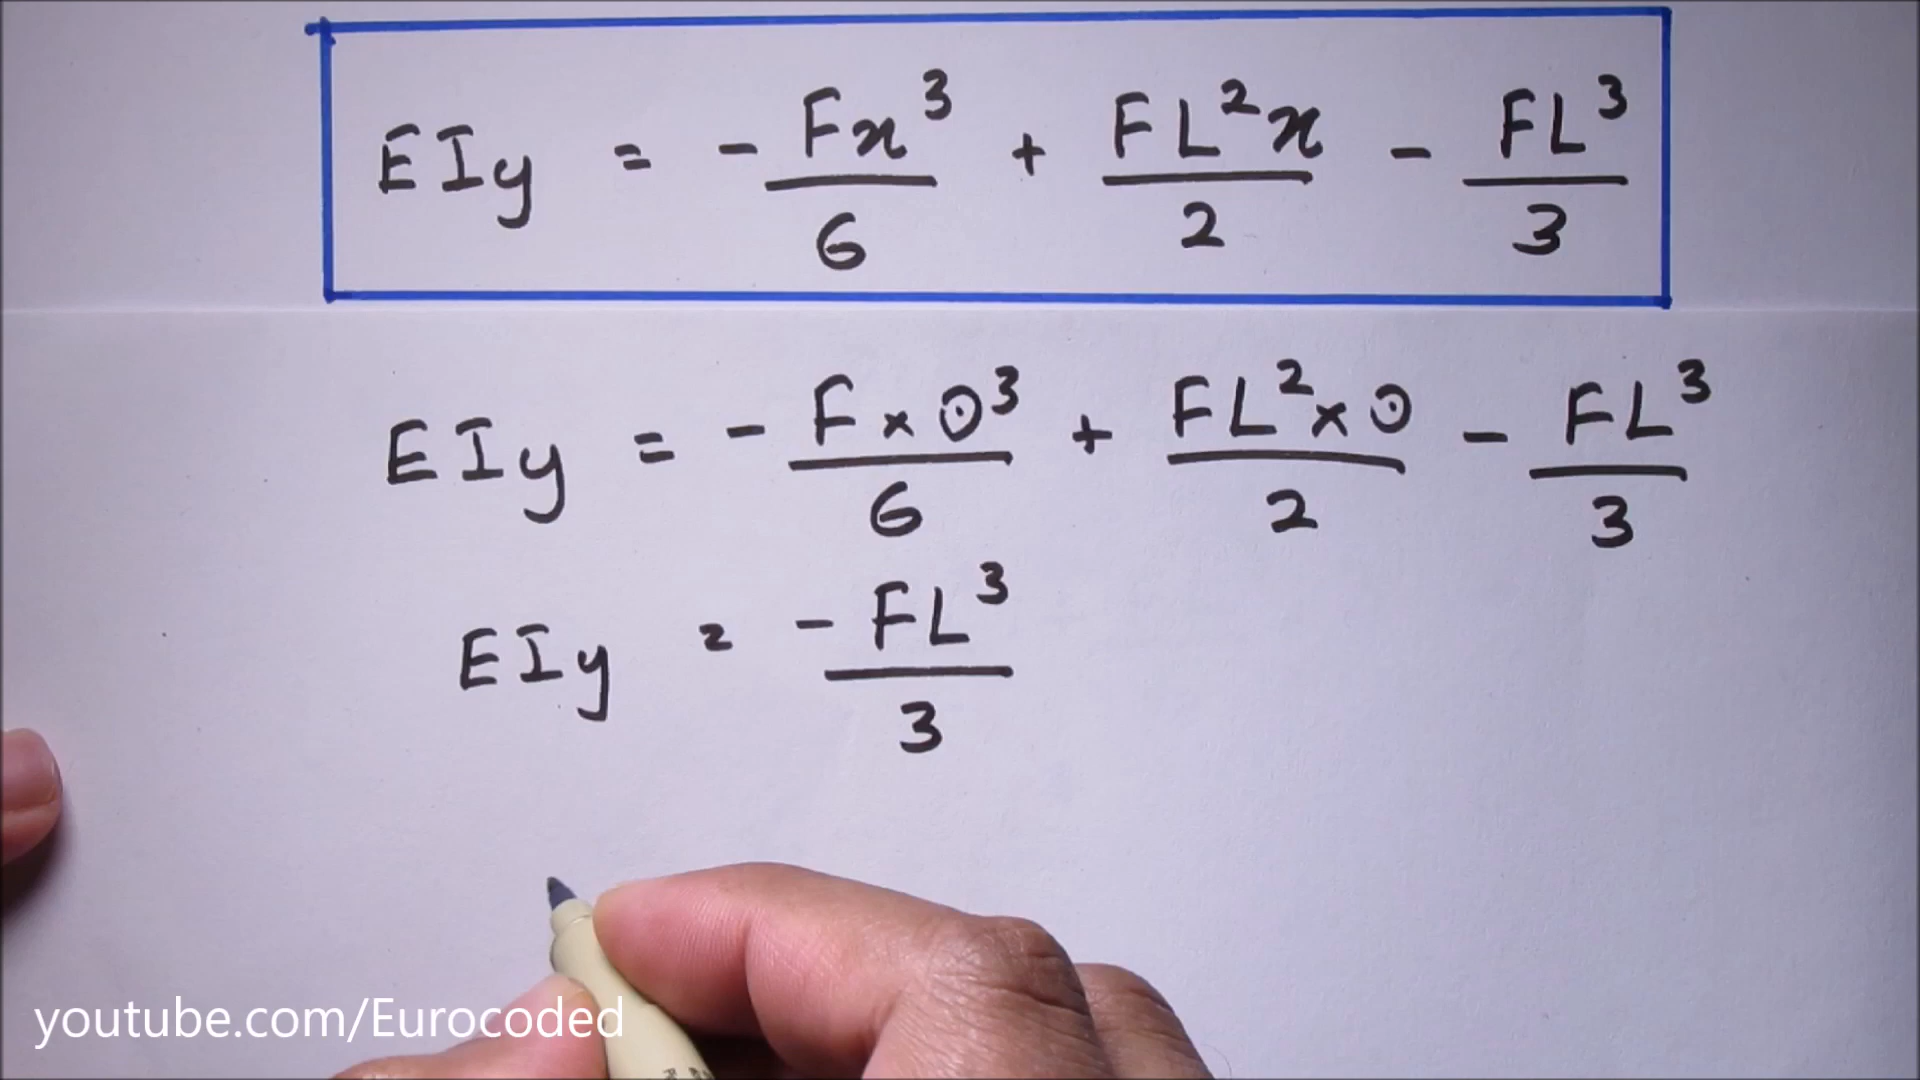 EIy = - Fx³/6 + FL²x/2 - FL³/3
EIy = - F × 0³/6 + FL² × 0/2 - FL³/3
EIy = - FL³/3
youtube.com/Eurocoded